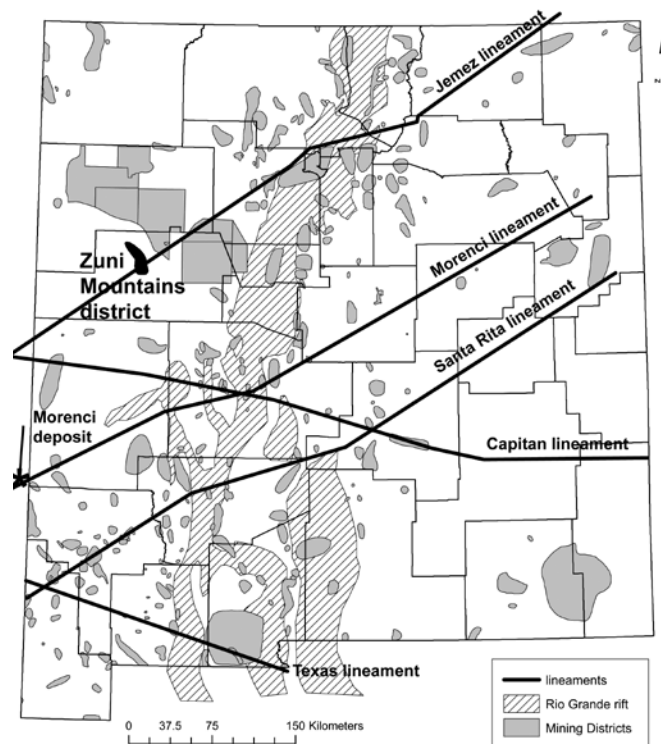 Jemez lineament
2
Morenci lineament
Zuni
Mountains
district
Santa Rita lineament
Morenci
deposit
Capitan lineament
Texas lineament
lineaments
Rio Grande rift
Mining Districts
0 37.5 75 150 Kilometers